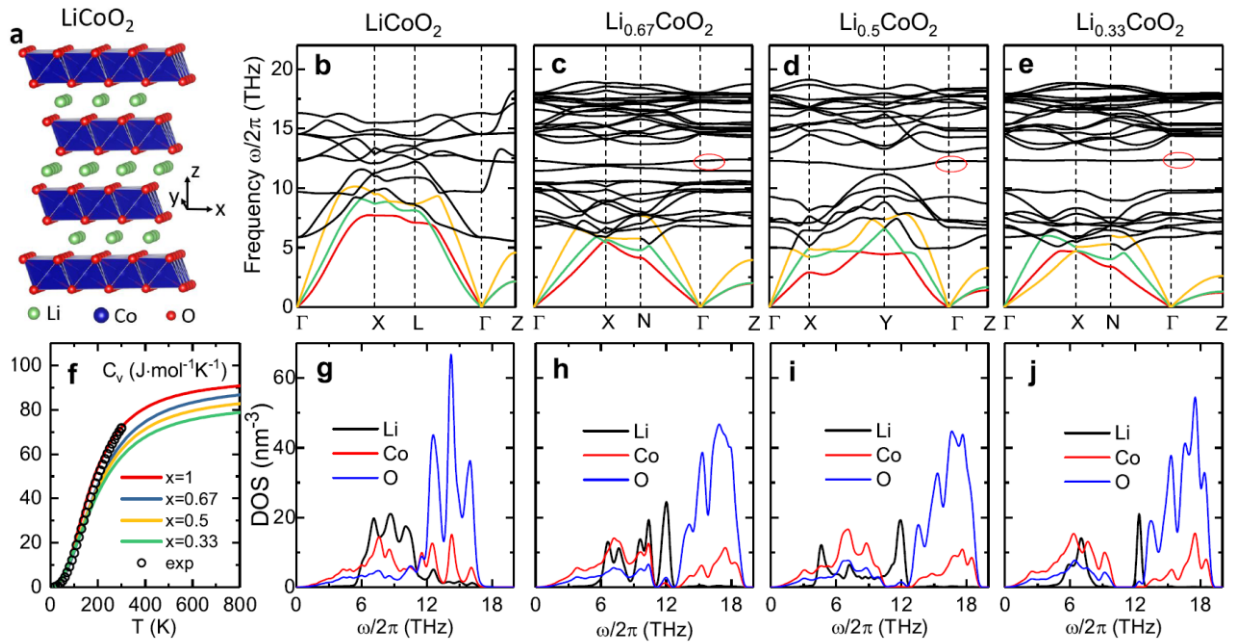 LiCoO₂
LiCoO₂
Li₀.₆₇CoO₂
Li₀.₅CoO₂
Li₀.₃₃CoO₂
a
z
y
x
Li
Co
O
Frequency ω/2π (THz)
20
15
10
5
0
b
Γ X L Γ Z
c
Γ X N Γ Z
d
Γ X Y Γ Z
e
Γ X N Γ Z
f
Cᵥ (J·mol⁻¹K⁻¹)
100
80
60
40
20
0
x=1
x=0.67
x=0.5
x=0.33
exp
0 200 400 600 800
T (K)
DOS (nm⁻³)
60
40
20
0
g
Li
Co
O
0 6 12 18
ω/2π (THz)
h
Li
Co
O
0 6 12 18
ω/2π (THz)
i
Li
Co
O
0 6 12 18
ω/2π (THz)
j
Li
Co
O
0 6 12 18
ω/2π (THz)